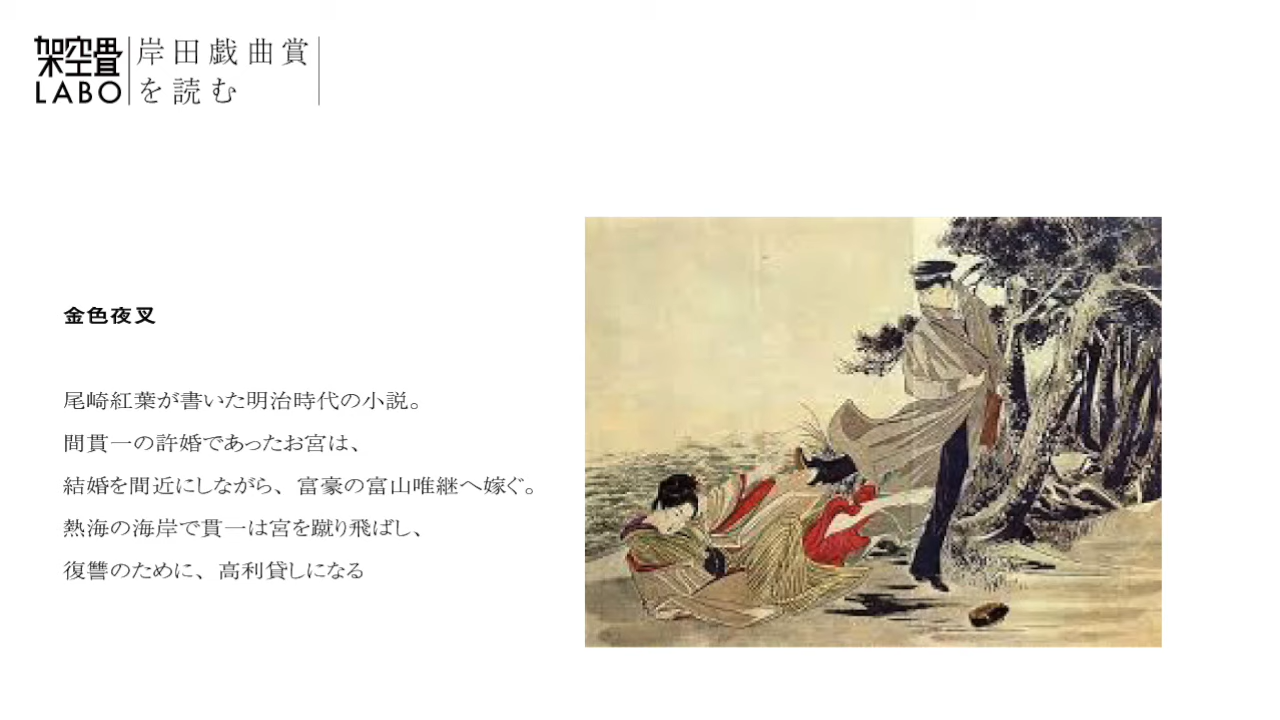 架空畳
LABO
岸田戯曲賞
を読む
金色夜叉
尾崎紅葉が書いた明治時代の小説。
間貫一の許婚であったお宮は、
結婚を間近にしながら、富豪の富山唯継へ嫁ぐ。
熱海の海岸で貫一は宮を蹴り飛ばし、
復讐のために、高利貸しになる